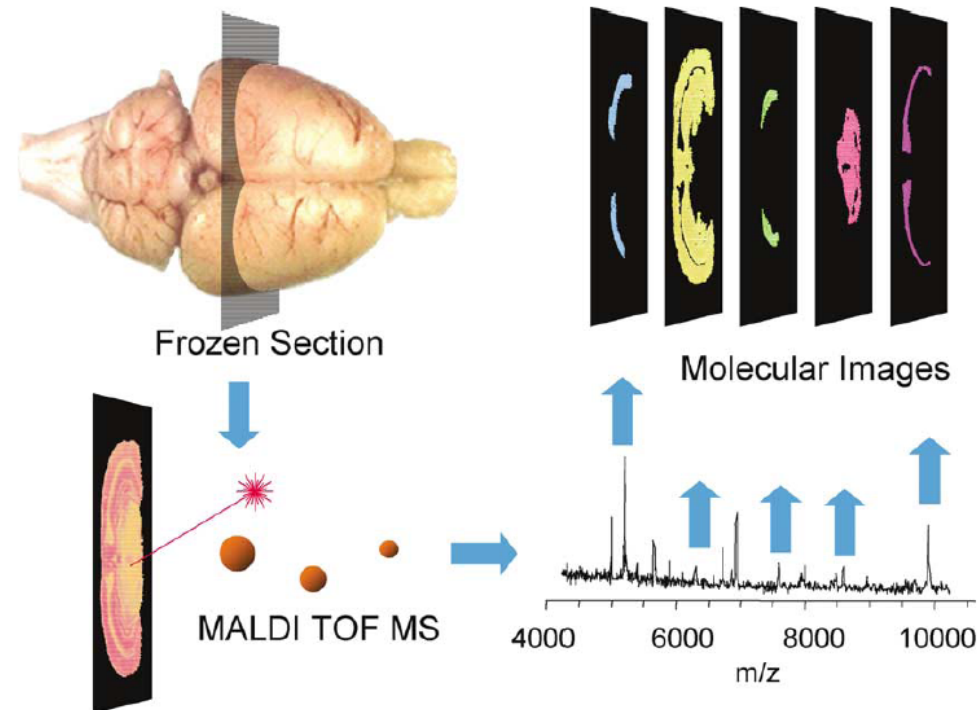 Frozen Section
Molecular Images
MALDI TOF MS
4000 6000 8000 10000
m/z